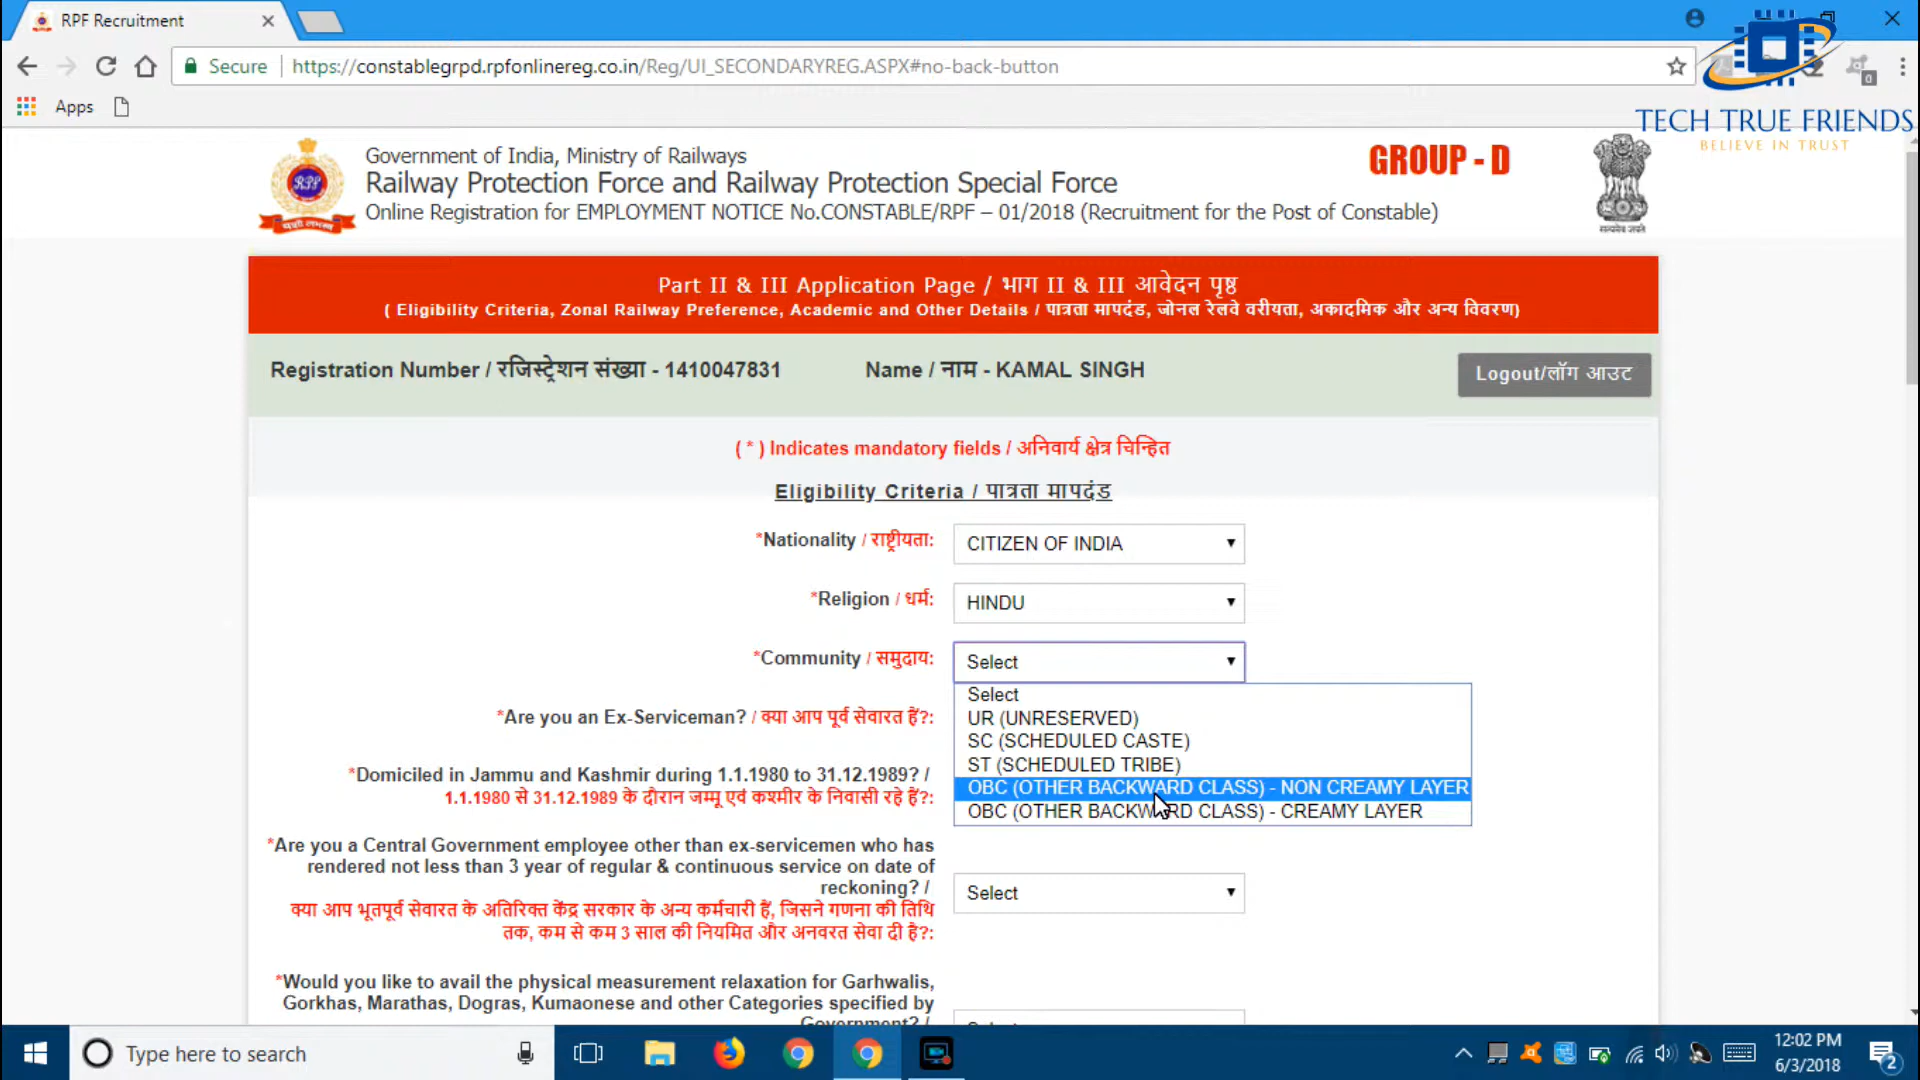 RPF Recruitment
Secure https://constablegrpd.rpfonlinereg.co.in/Reg/UI_SECONDARYREG.ASPX#no-back-button
Apps
TECH TRUE FRIENDS
BELIEVE IN TRUST
Government of India, Ministry of Railways
Railway Protection Force and Railway Protection Special Force
Online Registration for EMPLOYMENT NOTICE No.CONSTABLE/RPF – 01/2018 (Recruitment for the Post of Constable)
GROUP - D
RPF
सत्यमेव जयते
Part II & III Application Page / भाग II & III आवेदन पृष्ठ
( Eligibility Criteria, Zonal Railway Preference, Academic and Other Details / पात्रता मापदंड, जोनल रेलवे वरीयता, अकादमिक और अन्य विवरण)
Registration Number / रजिस्ट्रेशन संख्या - 1410047831 Name / नाम - KAMAL SINGH
Logout/लॉग आउट
( * ) Indicates mandatory fields / अनिवार्य क्षेत्र चिन्हित
Eligibility Criteria / पात्रता मापदंड
*Nationality / राष्ट्रीयता: CITIZEN OF INDIA
*Religion / धर्म: HINDU
*Community / समुदाय: Select
Select
UR (UNRESERVED)
SC (SCHEDULED CASTE)
ST (SCHEDULED TRIBE)
OBC (OTHER BACKWARD CLASS) - NON CREAMY LAYER
OBC (OTHER BACKWARD CLASS) - CREAMY LAYER
*Are you an Ex-Serviceman? / क्या आप पूर्व सेवारत हैं?:
*Domiciled in Jammu and Kashmir during 1.1.1980 to 31.12.1989? /
1.1.1980 से 31.12.1989 के दौरान जम्मू एवं कश्मीर के निवासी रहे हैं?:
*Are you a Central Government employee other than ex-servicemen who has
rendered not less than 3 year of regular & continuous service on date of
reckoning? /
Select
क्या आप भूतपूर्व सेवारत के अतिरिक्त केंद्र सरकार के अन्य कर्मचारी हैं, जिसने गणना की तिथि
तक, कम से कम 3 साल की नियमित और अनवरत सेवा दी है?:
*Would you like to avail the physical measurement relaxation for Garhwalis,
Gorkhas, Marathas, Dogras, Kumaonese and other Categories specified by
Government? /
Type here to search
12:02 PM
6/3/2018
2
0